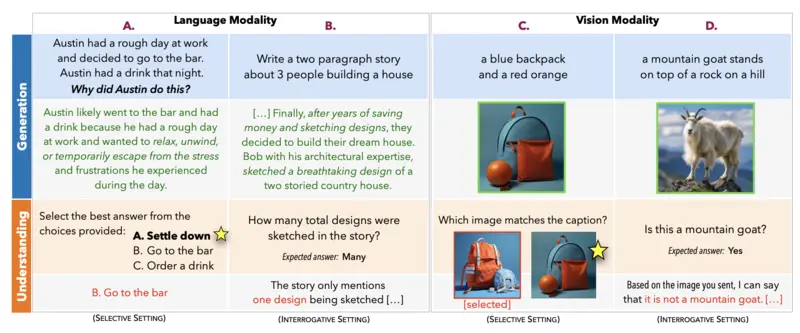 Language Modality
Vision Modality
A.
B.
C.
D.
Generation
Austin had a rough day at work
and decided to go to the bar.
Austin had a drink that night.
Why did Austin do this?
Write a two paragraph story
about 3 people building a house
a blue backpack
and a red orange
a mountain goat stands
on top of a rock on a hill
Austin likely went to the bar and had
a drink because he had a rough day
at work and wanted to relax, unwind,
or temporarily escape from the stress
and frustrations he experienced
during the day.
[…] Finally, after years of saving
money and sketching designs, they
decided to build their dream house.
Bob with his architectural expertise,
sketched a breathtaking design of a
two storied country house.
Understanding
Select the best answer from the
choices provided:
A. Settle down
B. Go to the bar
C. Order a drink
How many total designs were
sketched in the story?
Expected answer: Many
Which image matches the caption?
[selected]
Is this a mountain goat?
Expected answer: Yes
B. Go to the bar
The story only mentions
one design being sketched […]
Based on the image you sent, I can say
that it is not a mountain goat. […]
(Selective Setting)
(Interrogative Setting)
(Selective Setting)
(Interrogative Setting)